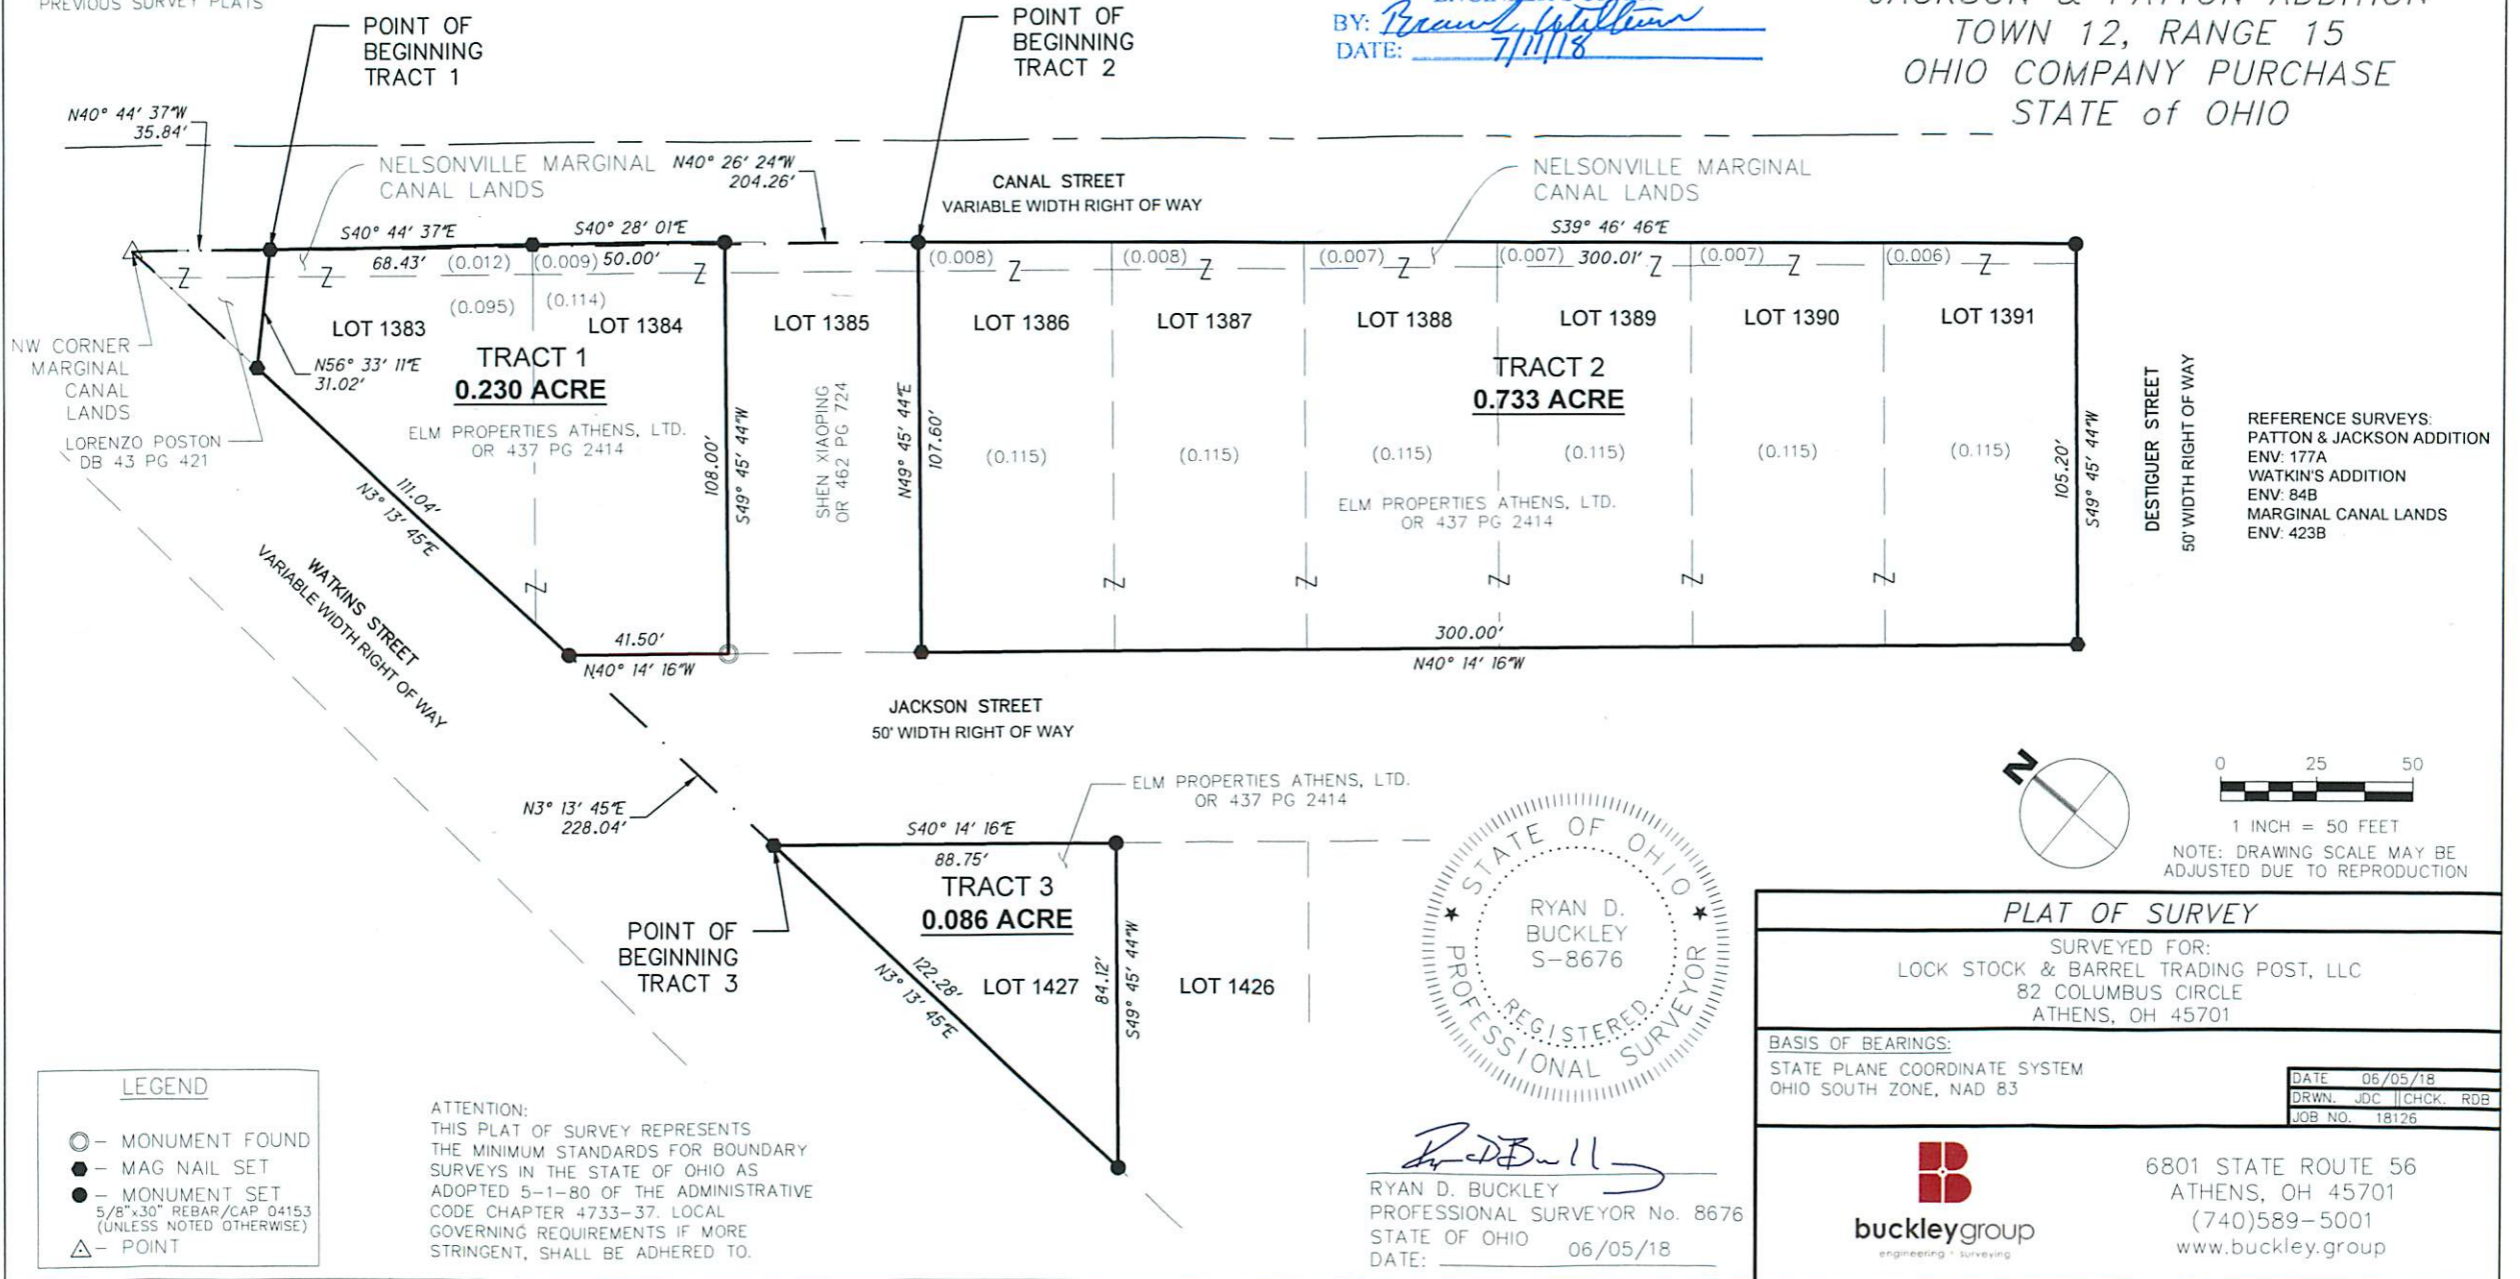 PREVIOUS SURVEY PLATS
POINT OF
BEGINNING
TRACT 1
POINT OF
BEGINNING
TRACT 2
BY:
DATE: 7/11/18
JACKSON & PATTON ADDITION
TOWN 12, RANGE 15
OHIO COMPANY PURCHASE
STATE of OHIO
N40° 44' 37"W
35.84'
NELSONVILLE MARGINAL
CANAL LANDS
N40° 26' 24"W
204.26'
CANAL STREET
VARIABLE WIDTH RIGHT OF WAY
NELSONVILLE MARGINAL
CANAL LANDS
S40° 44' 37"E
68.43'
S40° 28' 01"E
50.00'
S39° 46' 46"E
300.01'
(0.012)
(0.009)
(0.008)
(0.008)
(0.007)
(0.007)
(0.007)
(0.006)
(0.095)
(0.114)
LOT 1383
LOT 1384
LOT 1385
LOT 1386
LOT 1387
LOT 1388
LOT 1389
LOT 1390
LOT 1391
NW CORNER
MARGINAL
CANAL
LANDS
N56° 33' 11"E
31.02'
TRACT 1
0.230 ACRE
TRACT 2
0.733 ACRE
LORENZO POSTON
DB 43 PG 421
ELM PROPERTIES ATHENS, LTD.
OR 437 PG 2414
108.00'
S49° 45' 44"W
SHEN XIAOPING
OR 462 PG 724
N49° 45' 44"E
107.60'
(0.115)
(0.115)
(0.115)
(0.115)
(0.115)
(0.115)
ELM PROPERTIES ATHENS, LTD.
OR 437 PG 2414
105.20'
S49° 45' 44"W
DESTIGUER STREET
50' WIDTH RIGHT OF WAY
REFERENCE SURVEYS:
PATTON & JACKSON ADDITION
ENV: 177A
WATKIN'S ADDITION
ENV: 84B
MARGINAL CANAL LANDS
ENV: 423B
111.04'
N3° 13' 45"E
WATKINS STREET
VARIABLE WIDTH RIGHT OF WAY
41.50'
N40° 14' 16"W
300.00'
N40° 14' 16"W
JACKSON STREET
50' WIDTH RIGHT OF WAY
N3° 13' 45"E
228.04'
ELM PROPERTIES ATHENS, LTD.
OR 437 PG 2414
S40° 14' 16"E
88.75'
TRACT 3
0.086 ACRE
POINT OF
BEGINNING
TRACT 3
122.28'
N3° 13' 45"E
LOT 1427
84.12'
S49° 45' 44"W
LOT 1426
STATE OF OHIO
RYAN D.
BUCKLEY
S-8676
REGISTERED
PROFESSIONAL SURVEYOR
N
0 25 50
1 INCH = 50 FEET
NOTE: DRAWING SCALE MAY BE
ADJUSTED DUE TO REPRODUCTION
PLAT OF SURVEY
SURVEYED FOR:
LOCK STOCK & BARREL TRADING POST, LLC
82 COLUMBUS CIRCLE
ATHENS, OH 45701
BASIS OF BEARINGS:
STATE PLANE COORDINATE SYSTEM
OHIO SOUTH ZONE, NAD 83
DATE 06/05/18
DRWN. JDC CHCK. RDB
JOB NO. 18126
LEGEND
- MONUMENT FOUND
- MAG NAIL SET
- MONUMENT SET
5/8"x30" REBAR/CAP 04153
(UNLESS NOTED OTHERWISE)
- POINT
ATTENTION:
THIS PLAT OF SURVEY REPRESENTS
THE MINIMUM STANDARDS FOR BOUNDARY
SURVEYS IN THE STATE OF OHIO AS
ADOPTED 5-1-80 OF THE ADMINISTRATIVE
CODE CHAPTER 4733-37. LOCAL
GOVERNING REQUIREMENTS IF MORE
STRINGENT, SHALL BE ADHERED TO.
RYAN D. BUCKLEY
PROFESSIONAL SURVEYOR No. 8676
STATE OF OHIO
DATE: 06/05/18
buckleygroup
engineering · surveying
6801 STATE ROUTE 56
ATHENS, OH 45701
(740)589-5001
www.buckley.group